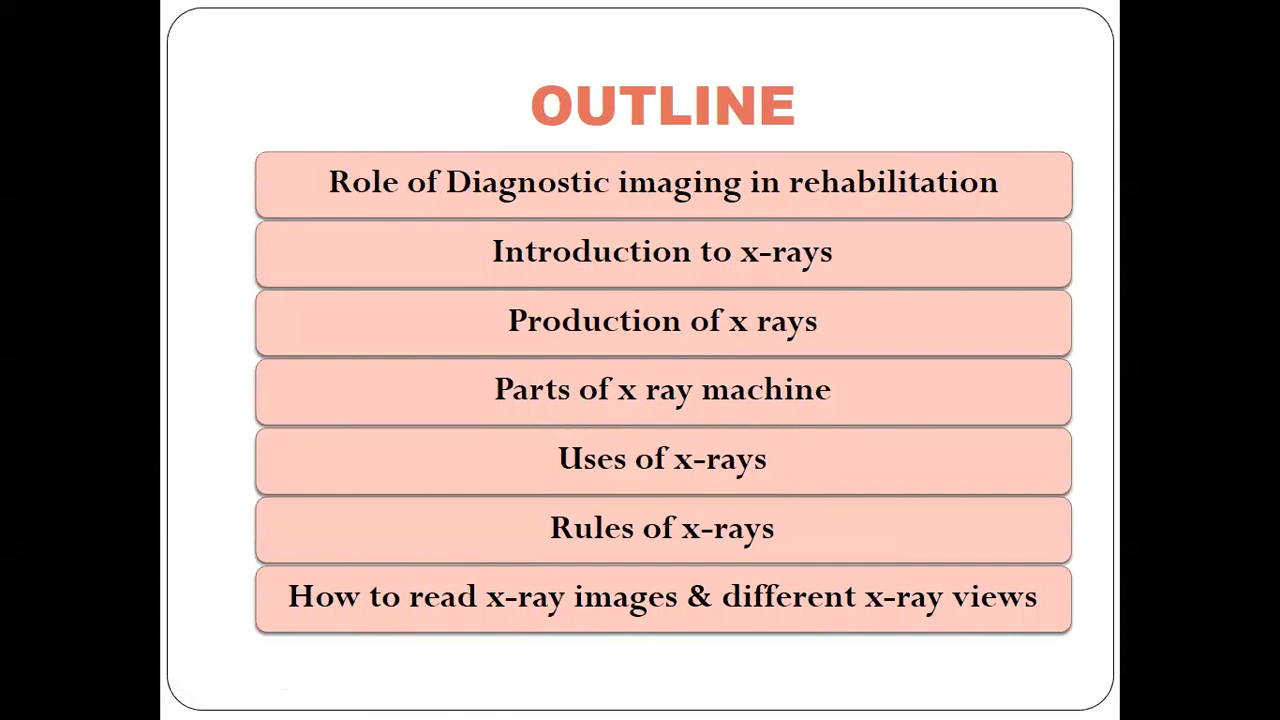 OUTLINE
Role of Diagnostic imaging in rehabilitation
Introduction to x-rays
Production of x rays
Parts of x ray machine
Uses of x-rays
Rules of x-rays
How to read x-ray images & different x-ray views